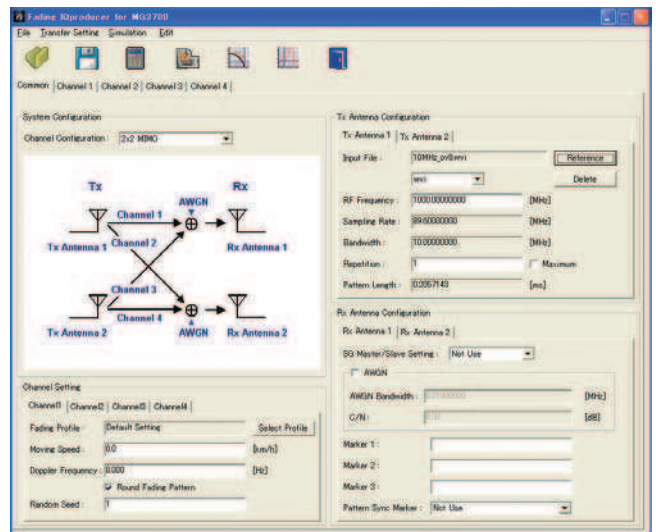 Fading IQproducer for MG3700
File Transfer Setting Simulation Edit
Common Channel 1 Channel 2 Channel 3 Channel 4
System Configuration
Channel Configuration : 2x2 MIMO
Tx Rx
AWGN
Channel 1
Tx Antenna 1 Channel 2 Rx Antenna 1
Channel 3
Channel 4
Tx Antenna 2 AWGN Rx Antenna 2
Channel Setting
Channel1 Channel2 Channel3 Channel4
Fading Profile : Default Setting Select Profile
Moving Speed : 0.0 [km/h]
Doppler Frequency : 0.000 [Hz]
Round Fading Pattern
Random Seed : 1
Tx Antenna Configuration
Tx Antenna 1 Tx Antenna 2
Input File : Reference
wvi Delete
RF Frequency : 1000.00000000 [MHz]
Sampling Rate : 89.60000000 [MHz]
Bandwidth : 10.00000000 [MHz]
Repetition : 1 Maximum
Pattern Length : 0.3957143 [ms]
Rx Antenna Configuration
Rx Antenna 1 Rx Antenna 2
SG Master/Slave Setting : Not Use
AWGN
AWGN Bandwidth : [MHz]
C/N : [dB]
Marker 1 :
Marker 2 :
Marker 3 :
Pattern Sync Marker : Not Use